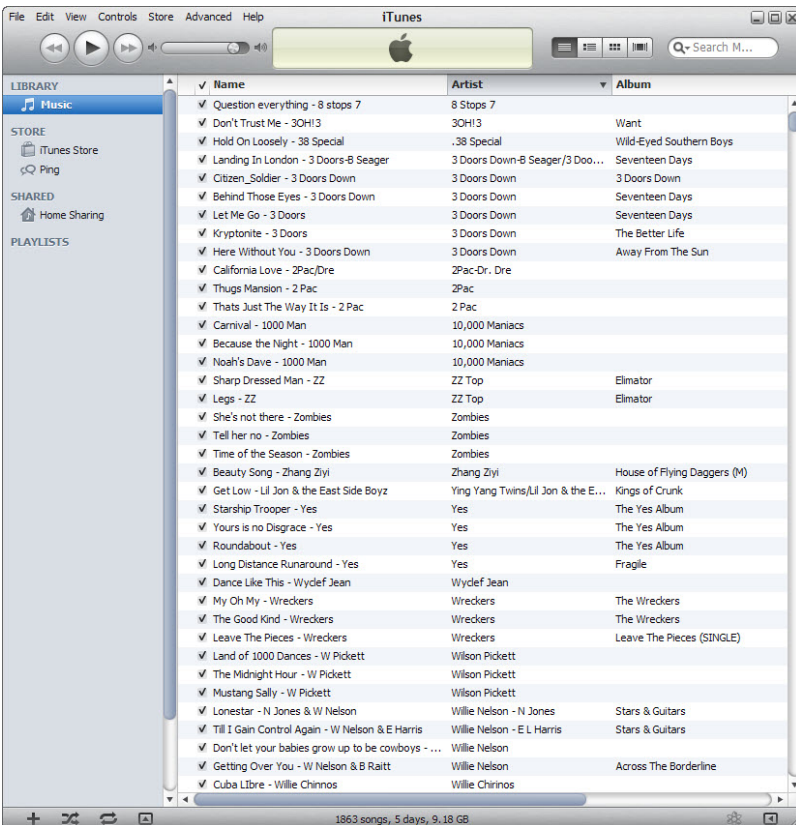 File Edit View Controls Store Advanced Help iTunes
Search M...
LIBRARY
Music
STORE
iTunes Store
Ping
SHARED
Home Sharing
PLAYLISTS
Name Artist Album
Question everything - 8 stops 7 8 Stops 7
Don't Trust Me - 3OH!3 3OH!3 Want
Hold On Loosely - 38 Special .38 Special Wild-Eyed Southern Boys
Landing In London - 3 Doors-B Seager 3 Doors Down-B Seager/3 Doo... Seventeen Days
Citizen_Soldier - 3 Doors Down 3 Doors Down 3 Doors Down
Behind Those Eyes - 3 Doors Down 3 Doors Down Seventeen Days
Let Me Go - 3 Doors 3 Doors Down Seventeen Days
Kryptonite - 3 Doors 3 Doors Down The Better Life
Here Without You - 3 Doors Down 3 Doors Down Away From The Sun
California Love - 2Pac/Dre 2Pac-Dr. Dre
Thugs Mansion - 2 Pac 2Pac
Thats Just The Way It Is - 2 Pac 2 Pac
Carnival - 1000 Man 10,000 Maniacs
Because the Night - 1000 Man 10,000 Maniacs
Noah's Dave - 1000 Man 10,000 Maniacs
Sharp Dressed Man - ZZ ZZ Top Elimator
Legs - ZZ ZZ Top Elimator
She's not there - Zombies Zombies
Tell her no - Zombies Zombies
Time of the Season - Zombies Zombies
Beauty Song - Zhang Ziyi Zhang Ziyi House of Flying Daggers (M)
Get Low - Lil Jon & the East Side Boyz Ying Yang Twins/Lil Jon & the E... Kings of Crunk
Starship Trooper - Yes Yes The Yes Album
Yours is no Disgrace - Yes Yes The Yes Album
Roundabout - Yes Yes The Yes Album
Long Distance Runaround - Yes Yes Fragile
Dance Like This - Wyclef Jean Wyclef Jean
My Oh My - Wreckers Wreckers The Wreckers
The Good Kind - Wreckers Wreckers The Wreckers
Leave The Pieces - Wreckers Wreckers Leave The Pieces (SINGLE)
Land of 1000 Dances - W Pickett Wilson Pickett
The Midnight Hour - W Pickett Wilson Pickett
Mustang Sally - W Pickett Wilson Pickett
Lonestar - N Jones & W Nelson Willie Nelson - N Jones Stars & Guitars
Till I Gain Control Again - W Nelson & E Harris Willie Nelson - E L Harris Stars & Guitars
Don't let your babies grow up to be cowboys - ... Willie Nelson
Getting Over You - W Nelson & B Raitt Willie Nelson Across The Borderline
Cuba LIbre - Willie Chinnos Willie Chirinos
1863 songs, 5 days, 9.18 GB